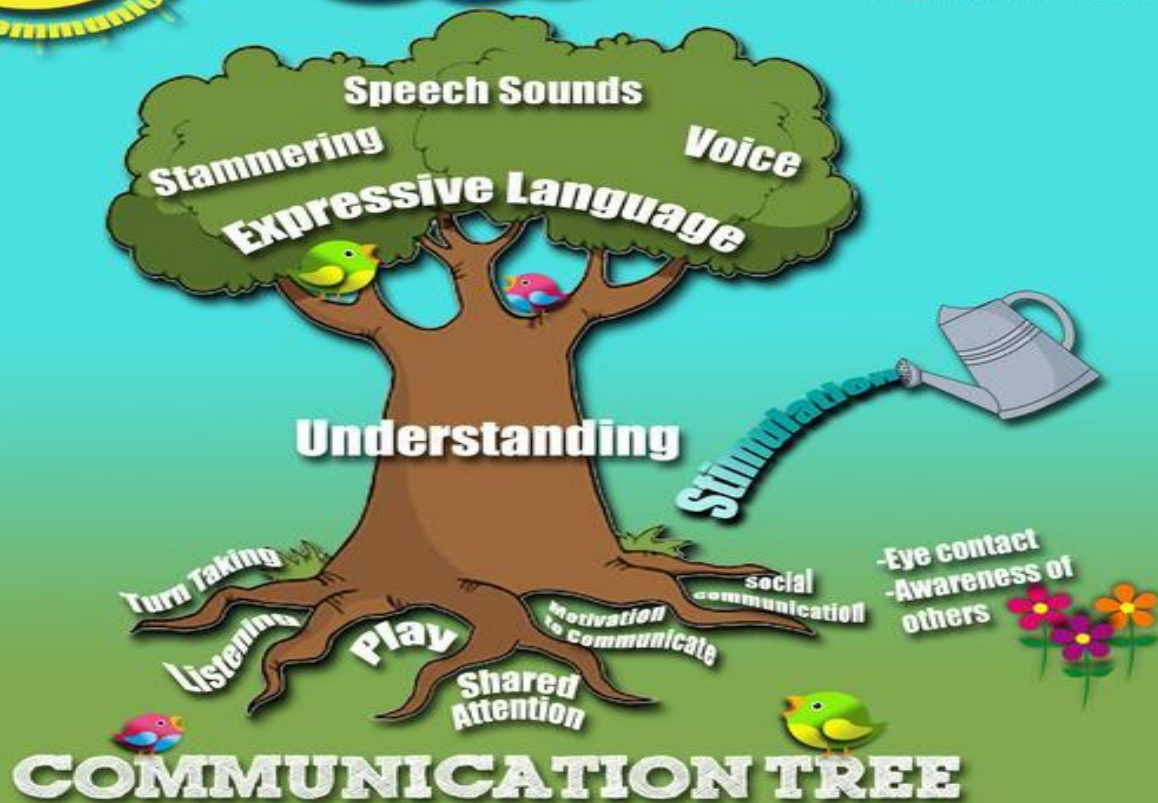 Speech Sounds
Stammering
Voice
Expressive Language
Understanding
Stimulation
Turn Taking
Listening
Play
Shared
Attention
Motivation
to Communicate
social
communication
-Eye contact
-Awareness of
others
COMMUNICATION TREE